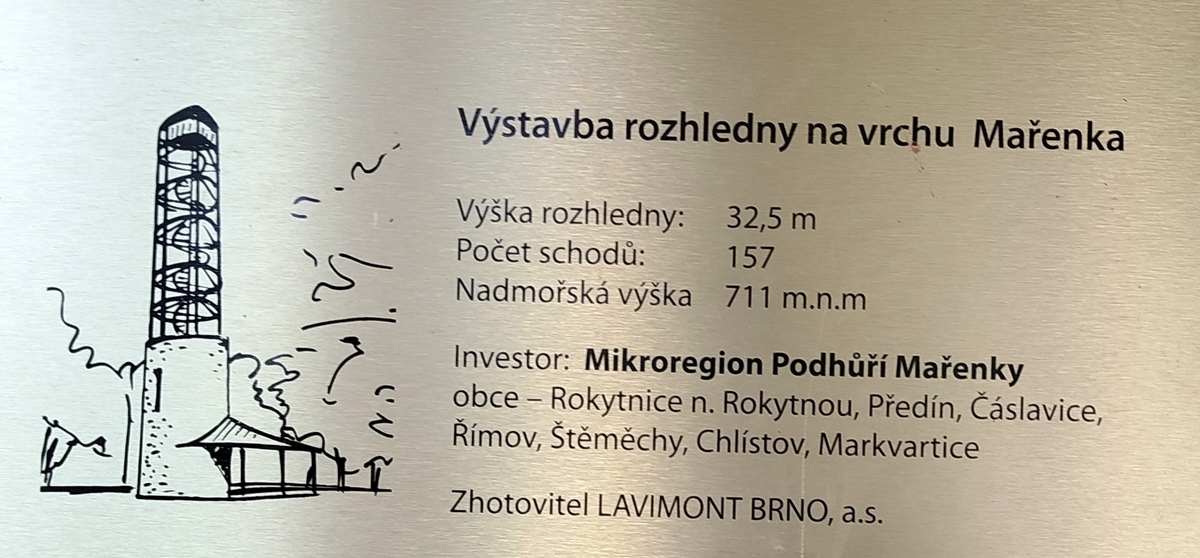 Výstavba rozhledny na vrchu Mařenka
Výška rozhledny: 32,5 m
Počet schodů: 157
Nadmořská výška 711 m.n.m
Investor: Mikroregion Podhůří Mařenky
obce – Rokytnice n. Rokytnou, Předín, Čáslavice,
Římov, Štěměchy, Chlístov, Markvartice
Zhotovitel LAVIMONT BRNO, a.s.